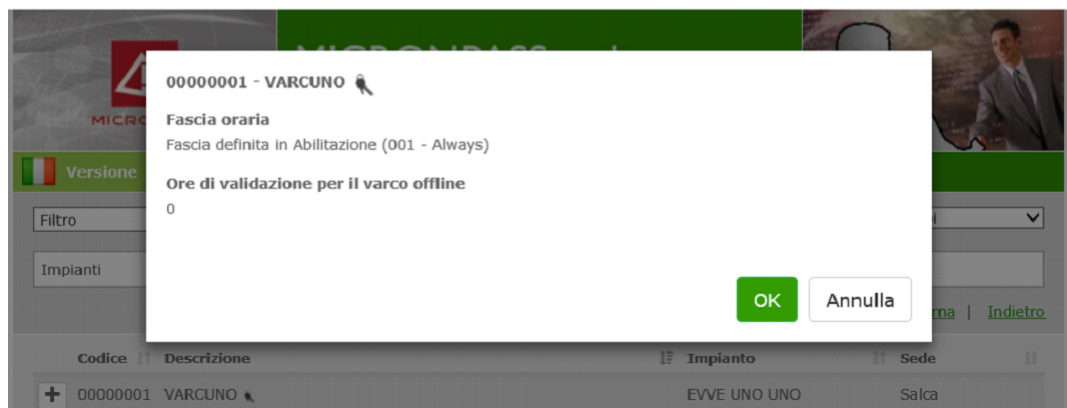 00000001 - VARCUNO
Fascia oraria
Fascia definita in Abilitazione (001 - Always)
Ore di validazione per il varco offline
0
OK
Annulla
Versione
Filtro
Impianti
Indietro
Codice Descrizione Impianto Sede
00000001 VARCUNO EVVE UNO UNO Salca